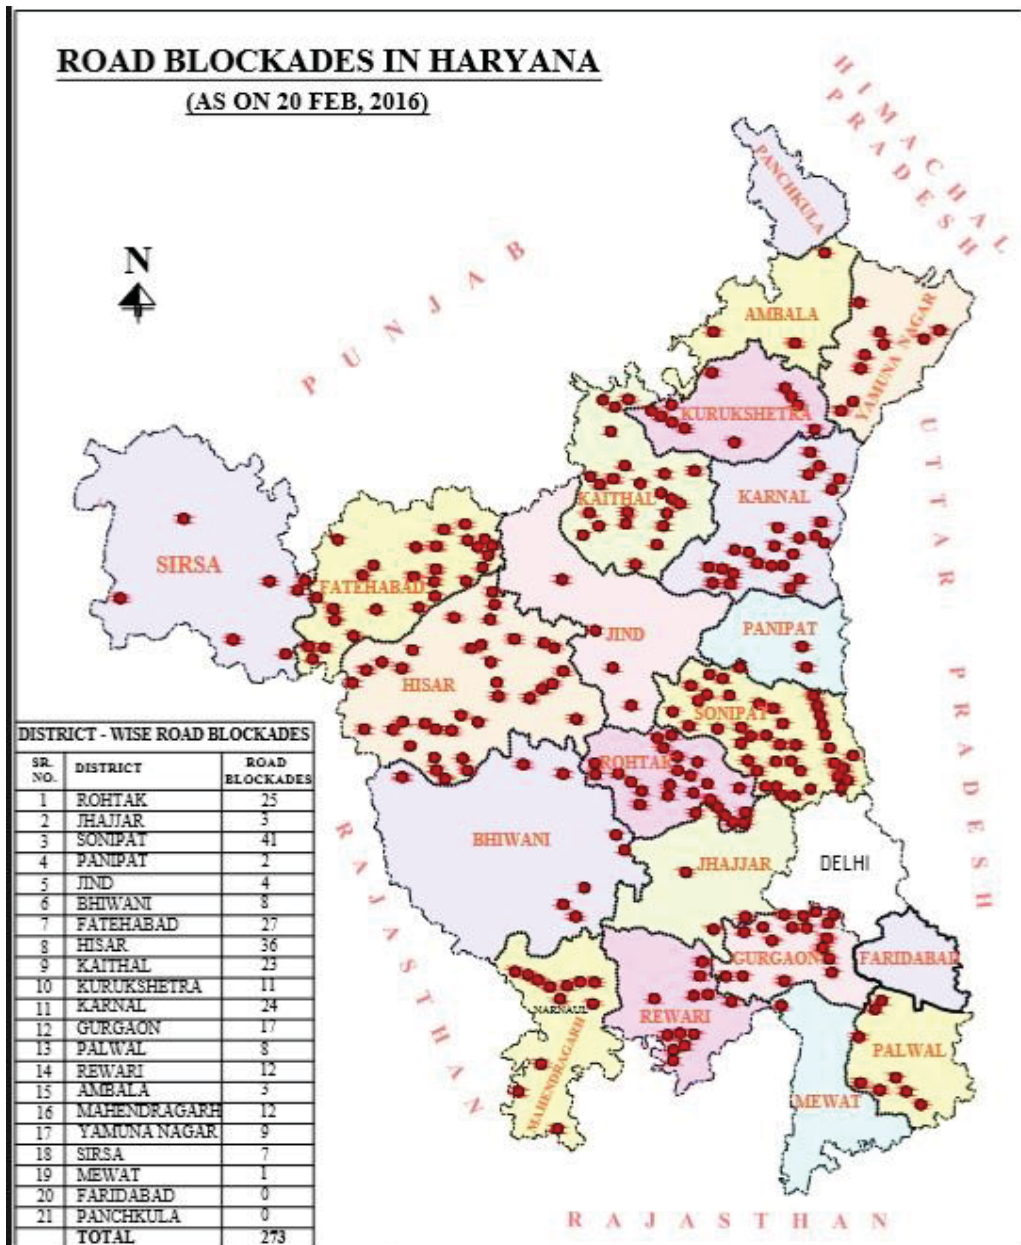 ROAD BLOCKADES IN HARYANA
(AS ON 20 FEB, 2016)
HIMACHAL
PRADESH
PANCHKULA
N
PUNJAB
AMBALA
YAMUNA NAGAR
KURUKSHETRA
UTTAR PRADESH
KAITHAL
KARNAL
SIRSA
FATEHABAD
JIND
PANIPAT
HISAR
SONIPAT
ROHTAK
BHIWANI
JHAJJAR
DELHI
RAJASTHAN
GURGAON
FARIDABAD
NARNAUL
REWARI
PALWAL
MAHENDRAGARH
MEWAT
RAJASTHAN
DISTRICT - WISE ROAD BLOCKADES
SR. NO. DISTRICT ROAD BLOCKADES
1 ROHTAK 25
2 JHAJJAR 3
3 SONIPAT 41
4 PANIPAT 2
5 JIND 4
6 BHIWANI 8
7 FATEHABAD 27
8 HISAR 36
9 KAITHAL 23
10 KURUKSHETRA 11
11 KARNAL 24
12 GURGAON 17
13 PALWAL 8
14 REWARI 12
15 AMBALA 3
16 MAHENDRAGARH 12
17 YAMUNA NAGAR 9
18 SIRSA 7
19 MEWAT 1
20 FARIDABAD 0
21 PANCHKULA 0
TOTAL 273